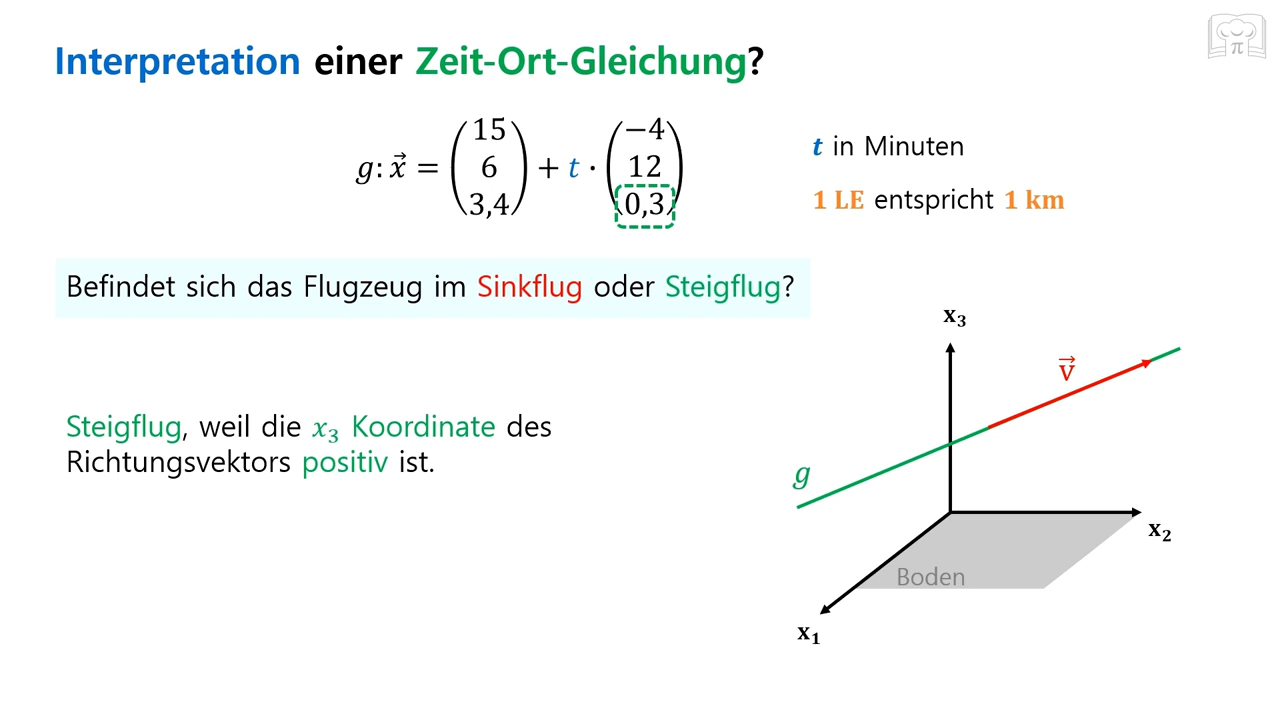 Interpretation einer Zeit-Ort-Gleichung?
g: x⃗ = (15 6 3,4) + t · (−4 12 0,3)
t in Minuten
1 LE entspricht 1 km
Befindet sich das Flugzeug im Sinkflug oder Steigflug?
Steigflug, weil die x₃ Koordinate des
Richtungsvektors positiv ist.
x₃
v⃗
g
x₂
Boden
x₁
π